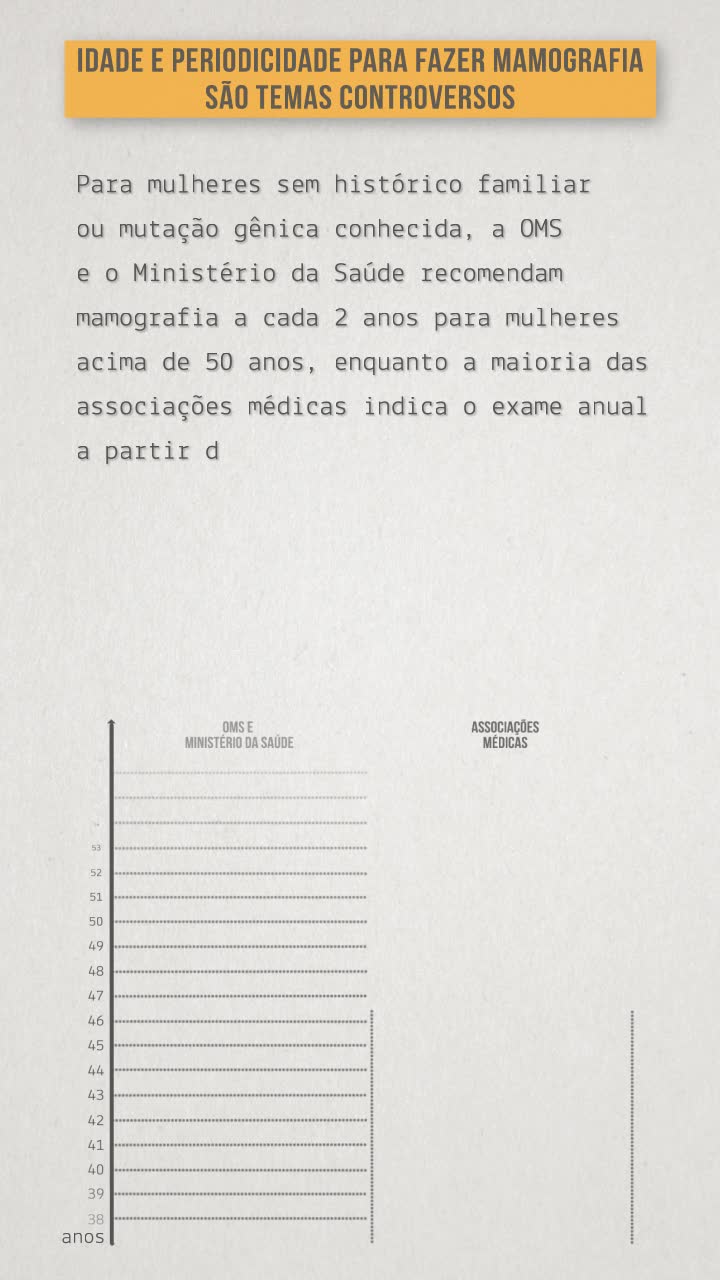 IDADE E PERIODICIDADE PARA FAZER MAMOGRAFIA
SÃO TEMAS CONTROVERSOS
Para mulheres sem histórico familiar
ou mutação gênica conhecida, a OMS
e o Ministério da Saúde recomendam
mamografia a cada 2 anos para mulheres
acima de 50 anos, enquanto a maioria das
associações médicas indica o exame anual
a partir d
OMS E
MINISTÉRIO DA SAÚDE
ASSOCIAÇÕES
MÉDICAS
53
52
51
50
49
48
47
46
45
44
43
42
41
40
39
38
anos